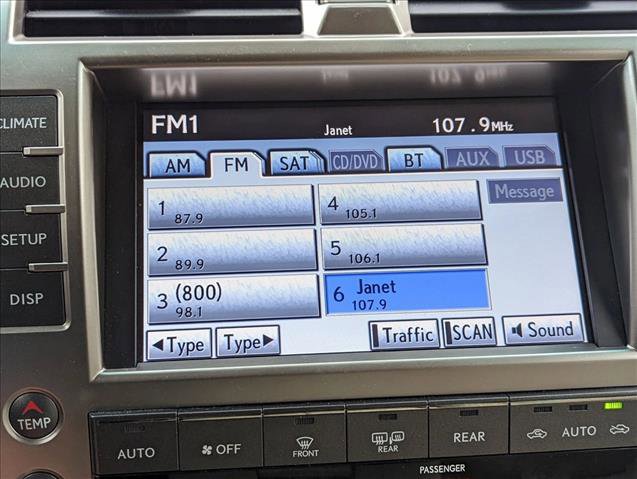 FM1
Janet
107.9MHz
AM FM SAT CD/DVD BT AUX USB
1 87.9
4 105.1
Message
2 89.9
5 106.1
3 (800) 98.1
6 Janet 107.9
◄Type
Type►
Traffic
SCAN
Sound
CLIMATE
AUDIO
SETUP
DISP
TEMP
AUTO
OFF
FRONT
REAR
REAR
AUTO
PASSENGER